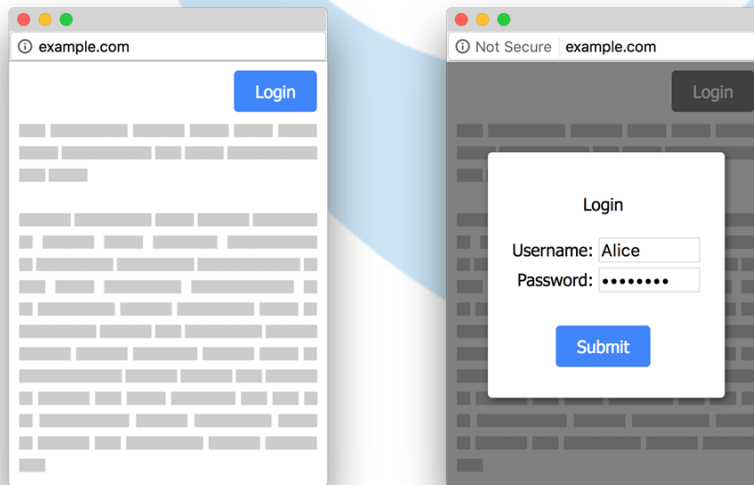 example.com
Login
Not Secure example.com
Login
Login
Username: Alice
Password: ••••••••
Submit